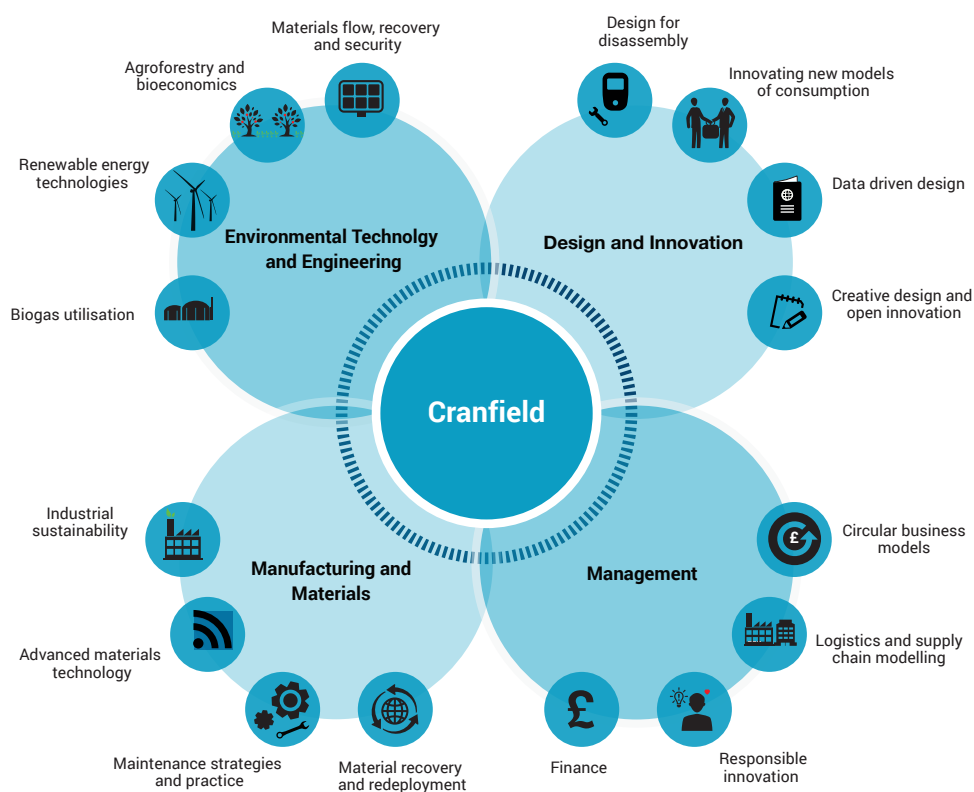 Materials flow, recovery
and security
Agroforestry and
bioeconomics
Renewable energy
technologies
Biogas utilisation
Environmental Technolgy
and Engineering
Design for
disassembly
Innovating new models
of consumption
Data driven design
Creative design and
open innovation
Design and Innovation
Cranfield
Industrial
sustainability
Advanced materials
technology
Maintenance strategies
and practice
Material recovery
and redeployment
Manufacturing and
Materials
Management
Circular business
models
£
Logistics and supply
chain modelling
Responsible
innovation
£
Finance